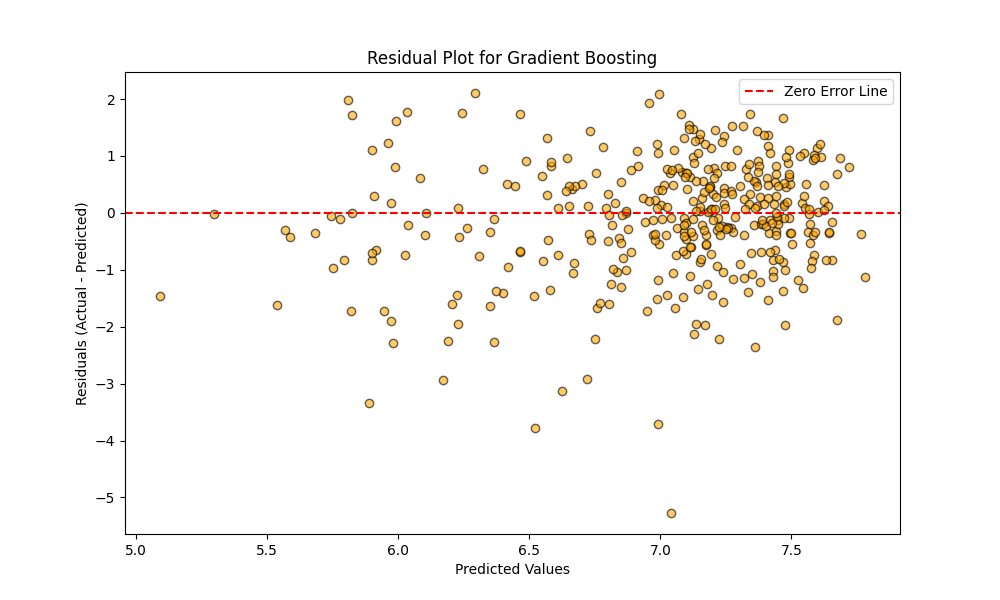 Residual Plot for Gradient Boosting
Zero Error Line
Residuals (Actual - Predicted)
2
1
0
−1
−2
−3
−4
−5
5.0 5.5 6.0 6.5 7.0 7.5
Predicted Values